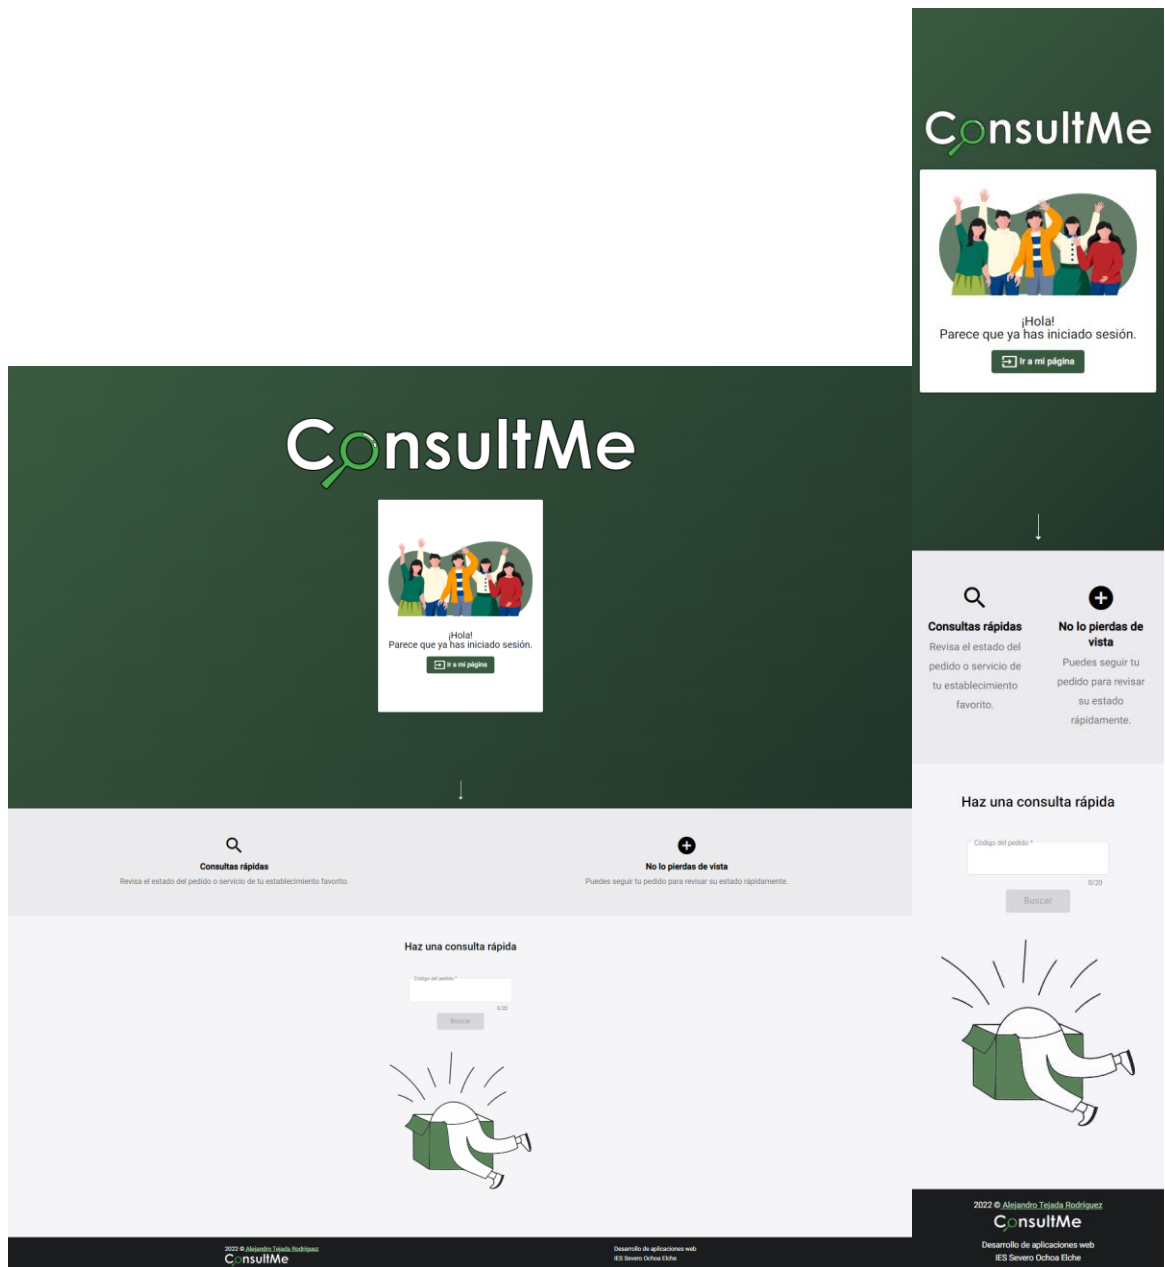 ConsultMe
¡Hola!
Parece que ya has iniciado sesión.
Ir a mi página
Consultas rápidas
Revisa el estado del pedido o servicio de tu establecimiento favorito.
No lo pierdas de vista
Puedes seguir tu pedido para revisar su estado rápidamente.
Haz una consulta rápida
Código del pedido *
0/20
Buscar
2022 © Alejandro Tejada Rodríguez
ConsultMe
Desarrollo de aplicaciones web
IES Severo Ochoa Elche
ConsultMe
¡Hola!
Parece que ya has iniciado sesión.
Ir a mi página
Consultas rápidas
Revisa el estado del
pedido o servicio de
tu establecimiento
favorito.
No lo pierdas de
vista
Puedes seguir tu
pedido para revisar
su estado
rápidamente.
Haz una consulta rápida
Código del pedido *
0/20
Buscar
2022 © Alejandro Tejada Rodríguez
ConsultMe
Desarrollo de aplicaciones web
IES Severo Ochoa Elche